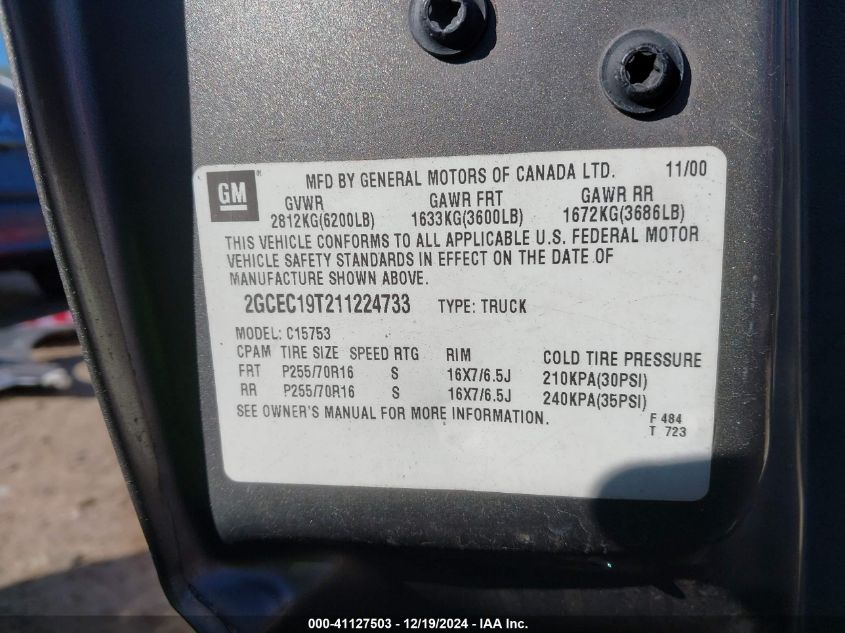 GM MFD BY GENERAL MOTORS OF CANADA LTD. 11/00
GVWR GAWR FRT GAWR RR
2812KG(6200LB) 1633KG(3600LB) 1672KG(3686LB)
THIS VEHICLE CONFORMS TO ALL APPLICABLE U.S. FEDERAL MOTOR
VEHICLE SAFETY STANDARDS IN EFFECT ON THE DATE OF
MANUFACTURE SHOWN ABOVE.
2GCEC19T211224733 TYPE: TRUCK
MODEL: C15753
CPAM TIRE SIZE SPEED RTG RIM COLD TIRE PRESSURE
FRT P255/70R16 S 16X7/6.5J 210KPA(30PSI)
RR P255/70R16 S 16X7/6.5J 240KPA(35PSI)
SEE OWNER'S MANUAL FOR MORE INFORMATION.
F 484
T 723
000-41127503 - 12/19/2024 - IAA Inc.